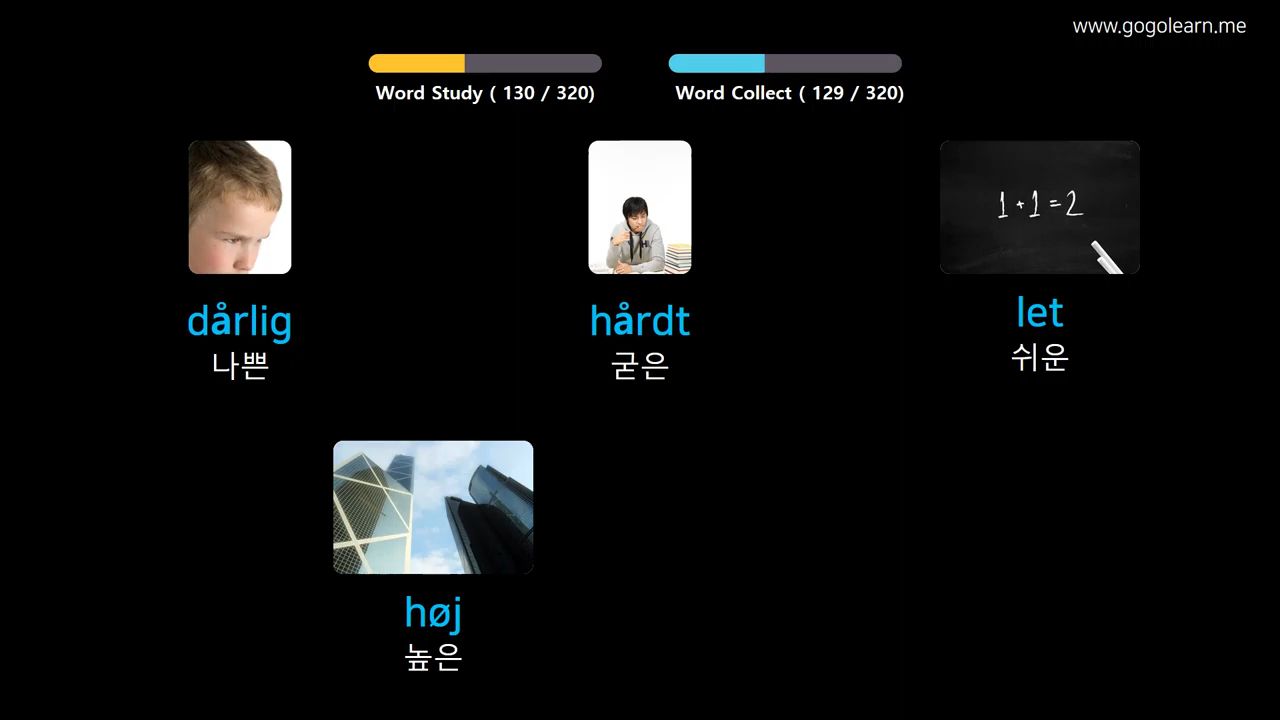 www.gogolearn.me
Word Study ( 130 / 320)
Word Collect ( 129 / 320)
1+1=2
dårlig
나쁜
hårdt
굳은
let
쉬운
høj
높은